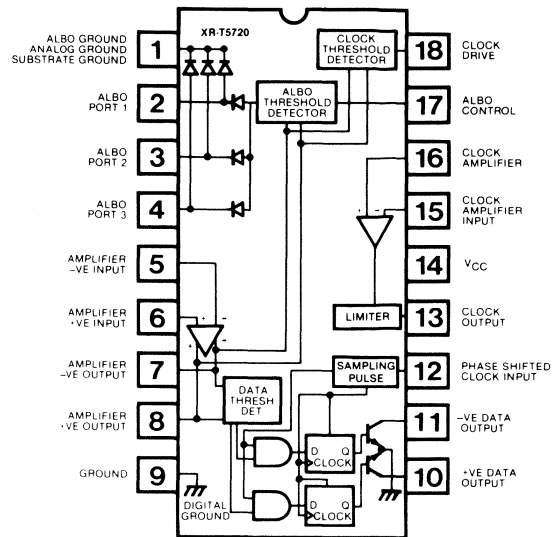 XR-T5720
ALBO GROUND
ANALOG GROUND
SUBSTRATE GROUND
1
ALBO
PORT 1
2
ALBO
PORT 2
3
ALBO
PORT 3
4
AMPLIFIER
-VE INPUT
5
AMPLIFIER
+VE INPUT
6
AMPLIFIER
-VE OUTPUT
7
AMPLIFIER
+VE OUTPUT
8
GROUND
9
DIGITAL
GROUND
CLOCK
THRESHOLD
DETECTOR
ALBO
THRESHOLD
DETECTOR
+ -
- +
LIMITER
+ -
+ -
SAMPLING
PULSE
DATA
THRESH
DET
D Q
CLOCK
D Q
CLOCK
18
CLOCK
DRIVE
17
ALBO
CONTROL
16
CLOCK
AMPLIFIER
15
CLOCK
AMPLIFIER
INPUT
14
VCC
13
CLOCK
OUTPUT
12
PHASE SHIFTED
CLOCK INPUT
11
-VE DATA
OUTPUT
10
+VE DATA
OUTPUT